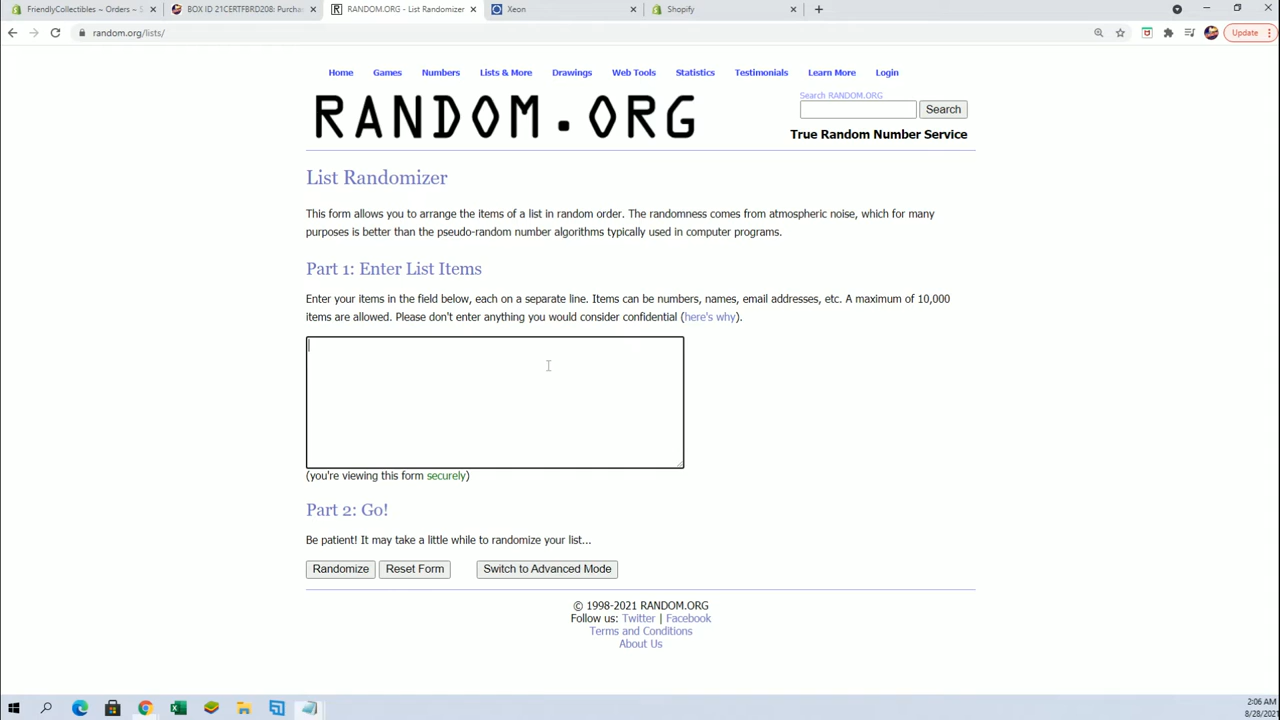 FriendlyCollectibles ~ Orders ~ S
BOX ID 21CERTFBRD208: Purcha
RANDOM.ORG - List Randomizer
Xeon
Shopify
random.org/lists/
Update
Home
Games
Numbers
Lists & More
Drawings
Web Tools
Statistics
Testimonials
Learn More
Login
RANDOM.ORG
Search RANDOM.ORG
Search
True Random Number Service
List Randomizer
This form allows you to arrange the items of a list in random order. The randomness comes from atmospheric noise, which for many
purposes is better than the pseudo-random number algorithms typically used in computer programs.
Part 1: Enter List Items
Enter your items in the field below, each on a separate line. Items can be numbers, names, email addresses, etc. A maximum of 10,000
items are allowed. Please don't enter anything you would consider confidential (here's why).
(you're viewing this form securely)
Part 2: Go!
Be patient! It may take a little while to randomize your list...
Randomize
Reset Form
Switch to Advanced Mode
© 1998-2021 RANDOM.ORG
Follow us: Twitter | Facebook
Terms and Conditions
About Us
2:06 AM
8/28/2021